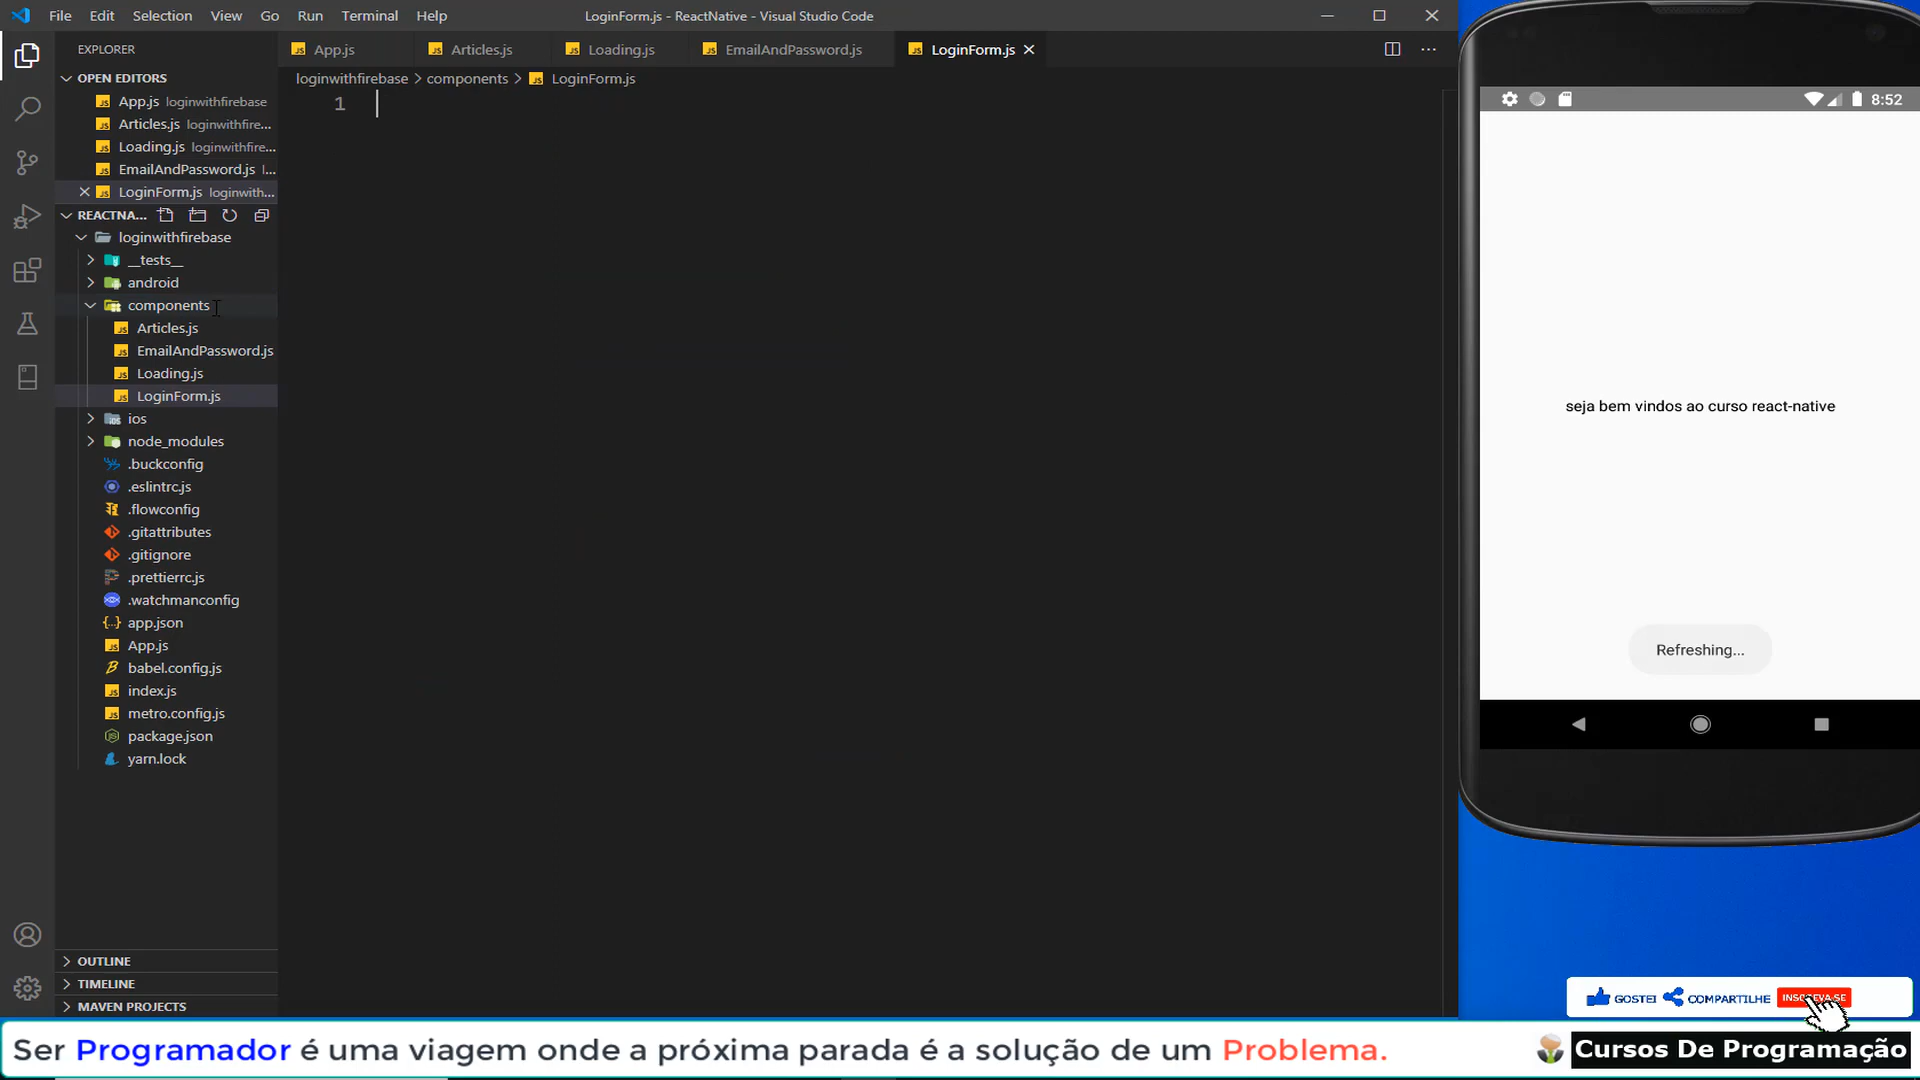 File Edit Selection View Go Run Terminal Help
LoginForm.js - ReactNative - Visual Studio Code
EXPLORER
App.js
Articles.js
Loading.js
EmailAndPassword.js
LoginForm.js
OPEN EDITORS
App.js loginwithfirebase
Articles.js loginwithfire...
Loading.js loginwithfire...
EmailAndPassword.js l...
LoginForm.js loginwith...
REACTNA...
loginwithfirebase
__tests__
android
components
Articles.js
EmailAndPassword.js
Loading.js
LoginForm.js
ios
node_modules
.buckconfig
.eslintrc.js
.flowconfig
.gitattributes
.gitignore
.prettierrc.js
.watchmanconfig
app.json
App.js
babel.config.js
index.js
metro.config.js
package.json
yarn.lock
OUTLINE
TIMELINE
MAVEN PROJECTS
loginwithfirebase > components > LoginForm.js
1
8:52
seja bem vindos ao curso react-native
Refreshing...
GOSTEI COMPARTILHE INSCREVA-SE
Ser Programador é uma viagem onde a próxima parada é a solução de um Problema.
Cursos De Programação